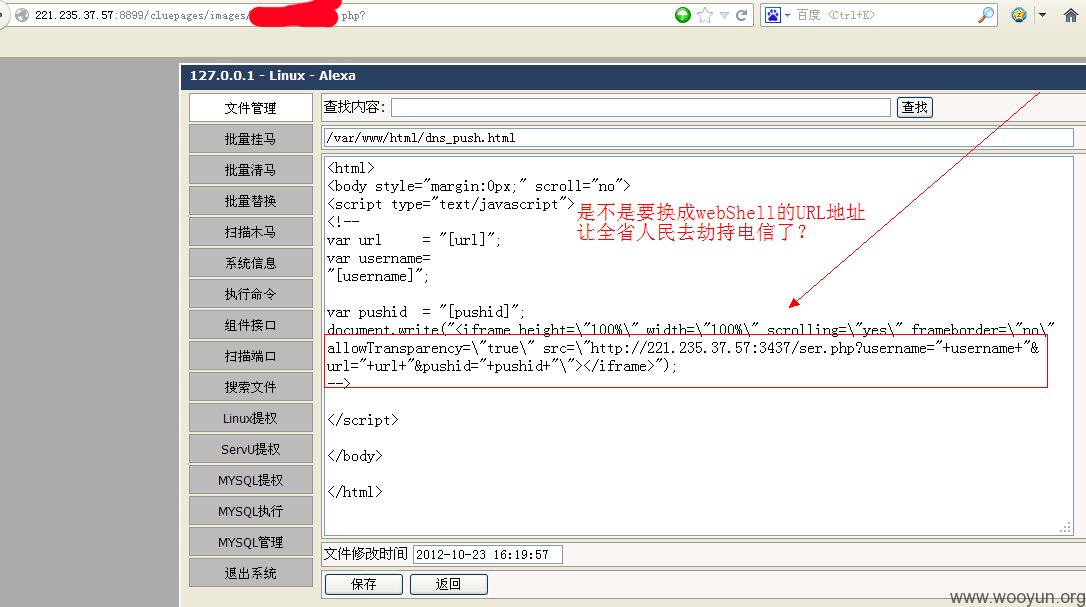 221.235.37.57:8899/cluepages/images/
php?
百度 <Ctrl+K>
127.0.0.1 - Linux - Alexa
文件管理
批量挂马
批量清马
批量替换
扫描木马
系统信息
执行命令
组件接口
扫描端口
搜索文件
Linux提权
ServU提权
MYSQL提权
MYSQL执行
MYSQL管理
退出系统
查找内容:
查找
/var/www/html/dns_push.html
<html>
<body style="margin:0px;" scroll="no">
<script type="text/javascript">
<!--
var url = "[url]";
var username=
"[username]";
var pushid = "[pushid]";
document.write("<iframe height=\"100%\" width=\"100%\" scrolling=\"yes\" frameborder=\"no\"
allowTransparency=\"true\" src=\"http://221.235.37.57:3437/ser.php?username="+username+"&
url="+url+"&pushid="+pushid+"\"></iframe>");
-->
</script>
</body>
</html>
是不是要换成webShell的URL地址
让全省人民去劫持电信了？
文件修改时间
2012-10-23 16:19:57
保存
返回
www.wooyun.org